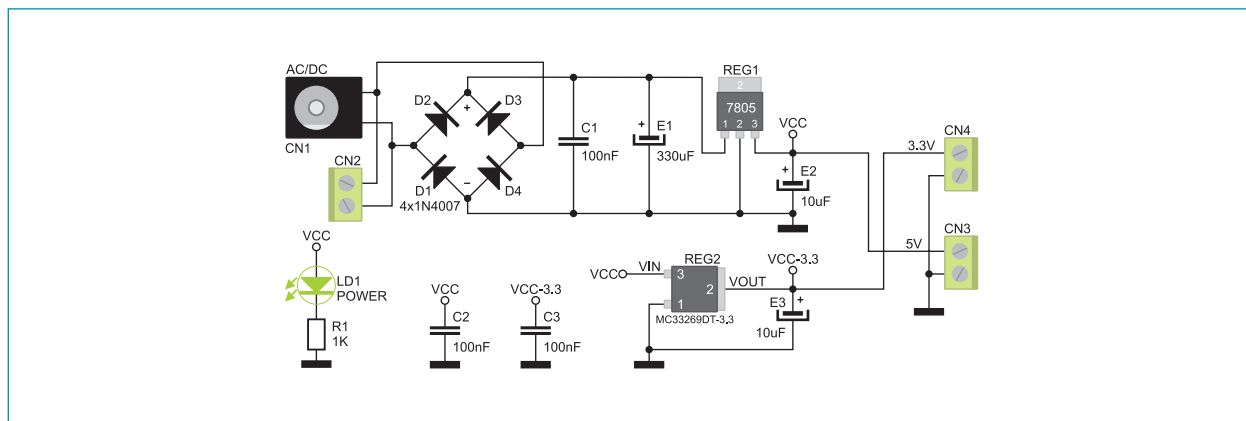 AC/DC
CN1
CN2
D2
D3
+
−
D1
D4
4x1N4007
C1
100nF
+
E1
330uF
REG1
2
7805
1 2 3
VCC
+
E2
10uF
3.3V
CN4
5V
CN3
VCC
LD1
POWER
R1
1K
VCC
C2
100nF
VCC-3.3
C3
100nF
REG2
VCC
VIN
3
2
1
VOUT
MC33269DT-3.3
VCC-3.3
E3
+
10uF